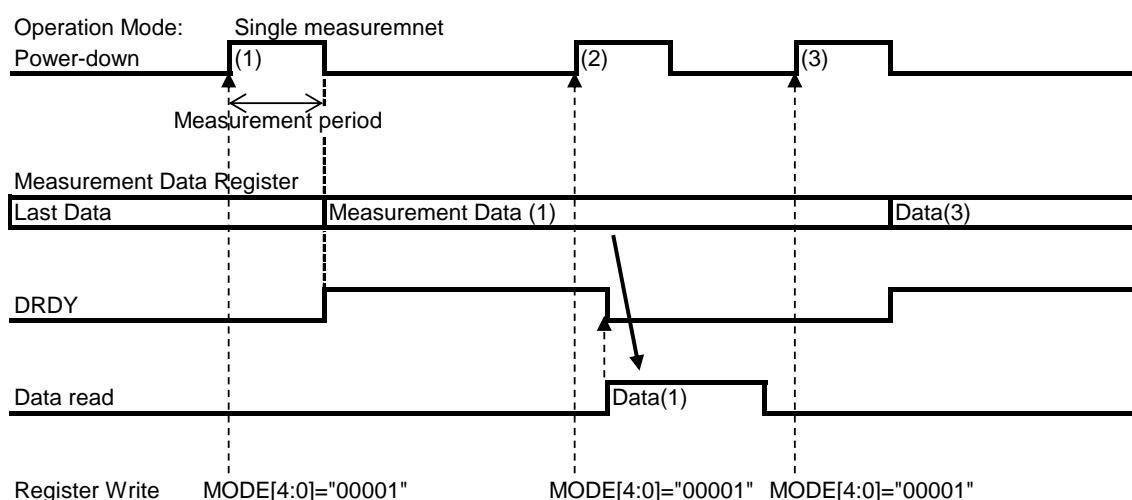 Operation Mode: Single measuremnet
Power-down (1) (2) (3)
Measurement period
Measurement Data Register
Last Data Measurement Data (1) Data(3)
DRDY
Data read Data(1)
Register Write MODE[4:0]="00001" MODE[4:0]="00001" MODE[4:0]="00001"